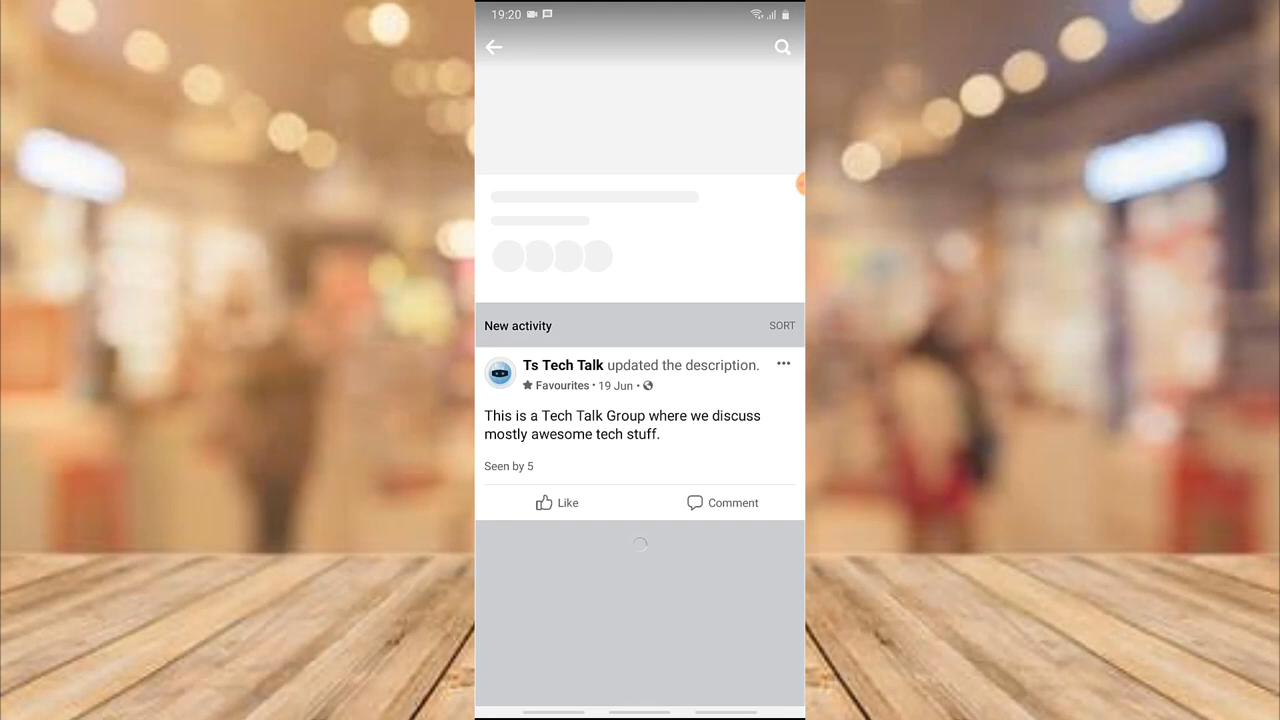 19:20
New activity
SORT
Ts Tech Talk updated the description.
Favourites • 19 Jun •
This is a Tech Talk Group where we discuss
mostly awesome tech stuff.
Seen by 5
Like
Comment